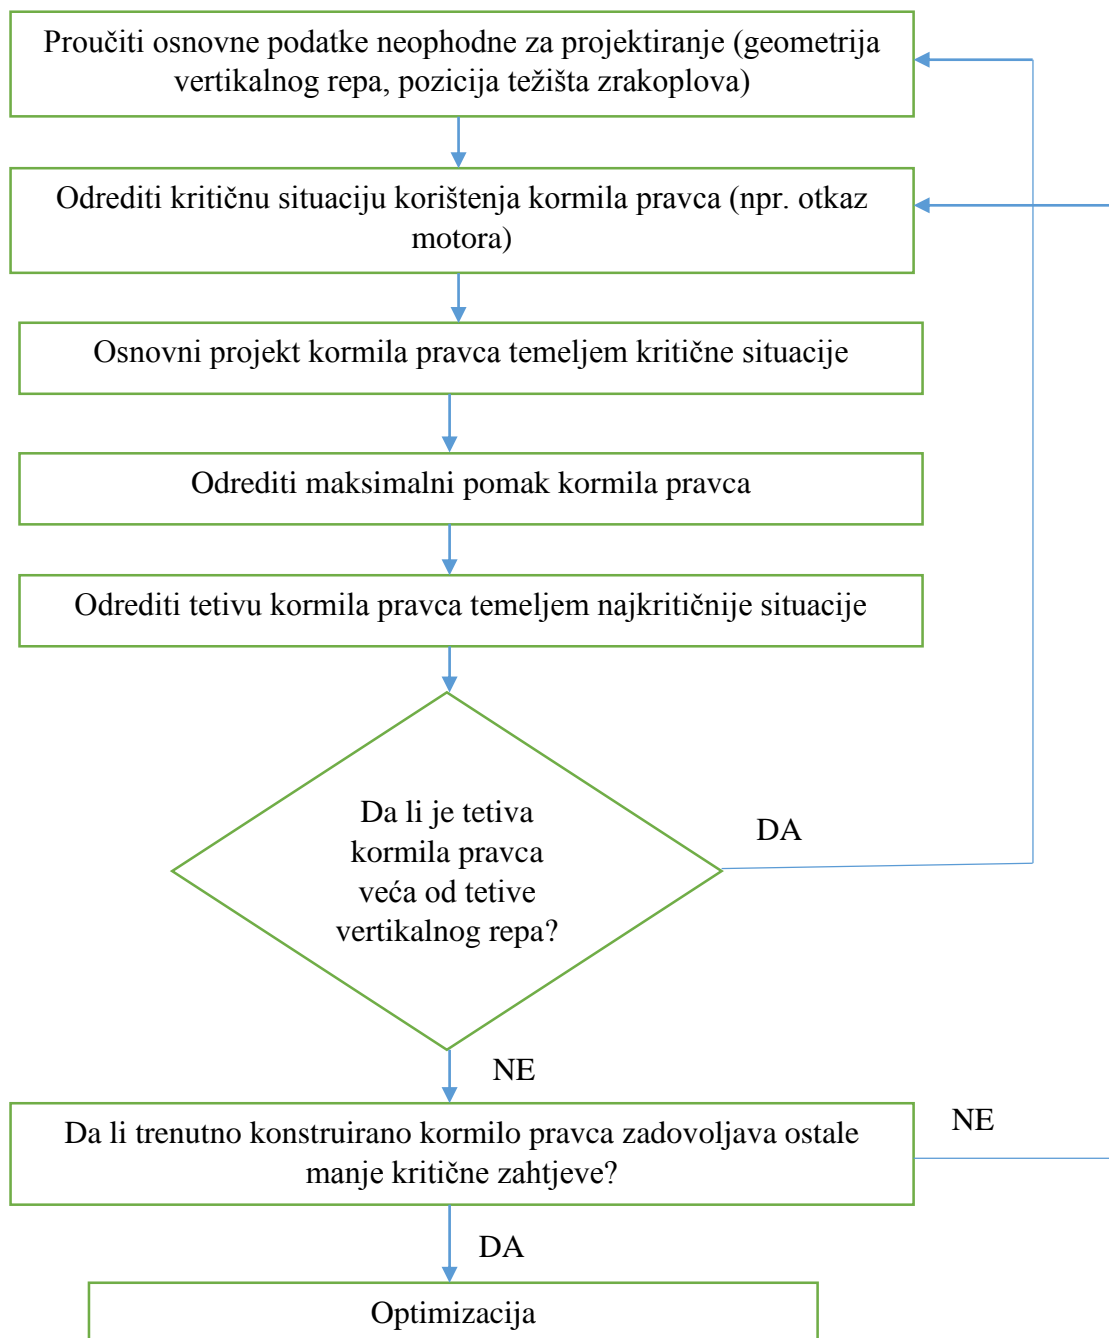 Proučiti osnovne podatke neophodne za projektiranje (geometrija
vertikalnog repa, pozicija težišta zrakoplova)
Odrediti kritičnu situaciju korištenja kormila pravca (npr. otkaz
motora)
Osnovni projekt kormila pravca temeljem kritične situacije
Odrediti maksimalni pomak kormila pravca
Odrediti tetivu kormila pravca temeljem najkritičnije situacije
Da li je tetiva
kormila pravca
veća od tetive
vertikalnog repa?
DA
NE
Da li trenutno konstruirano kormilo pravca zadovoljava ostale
manje kritične zahtjeve?
NE
DA
Optimizacija